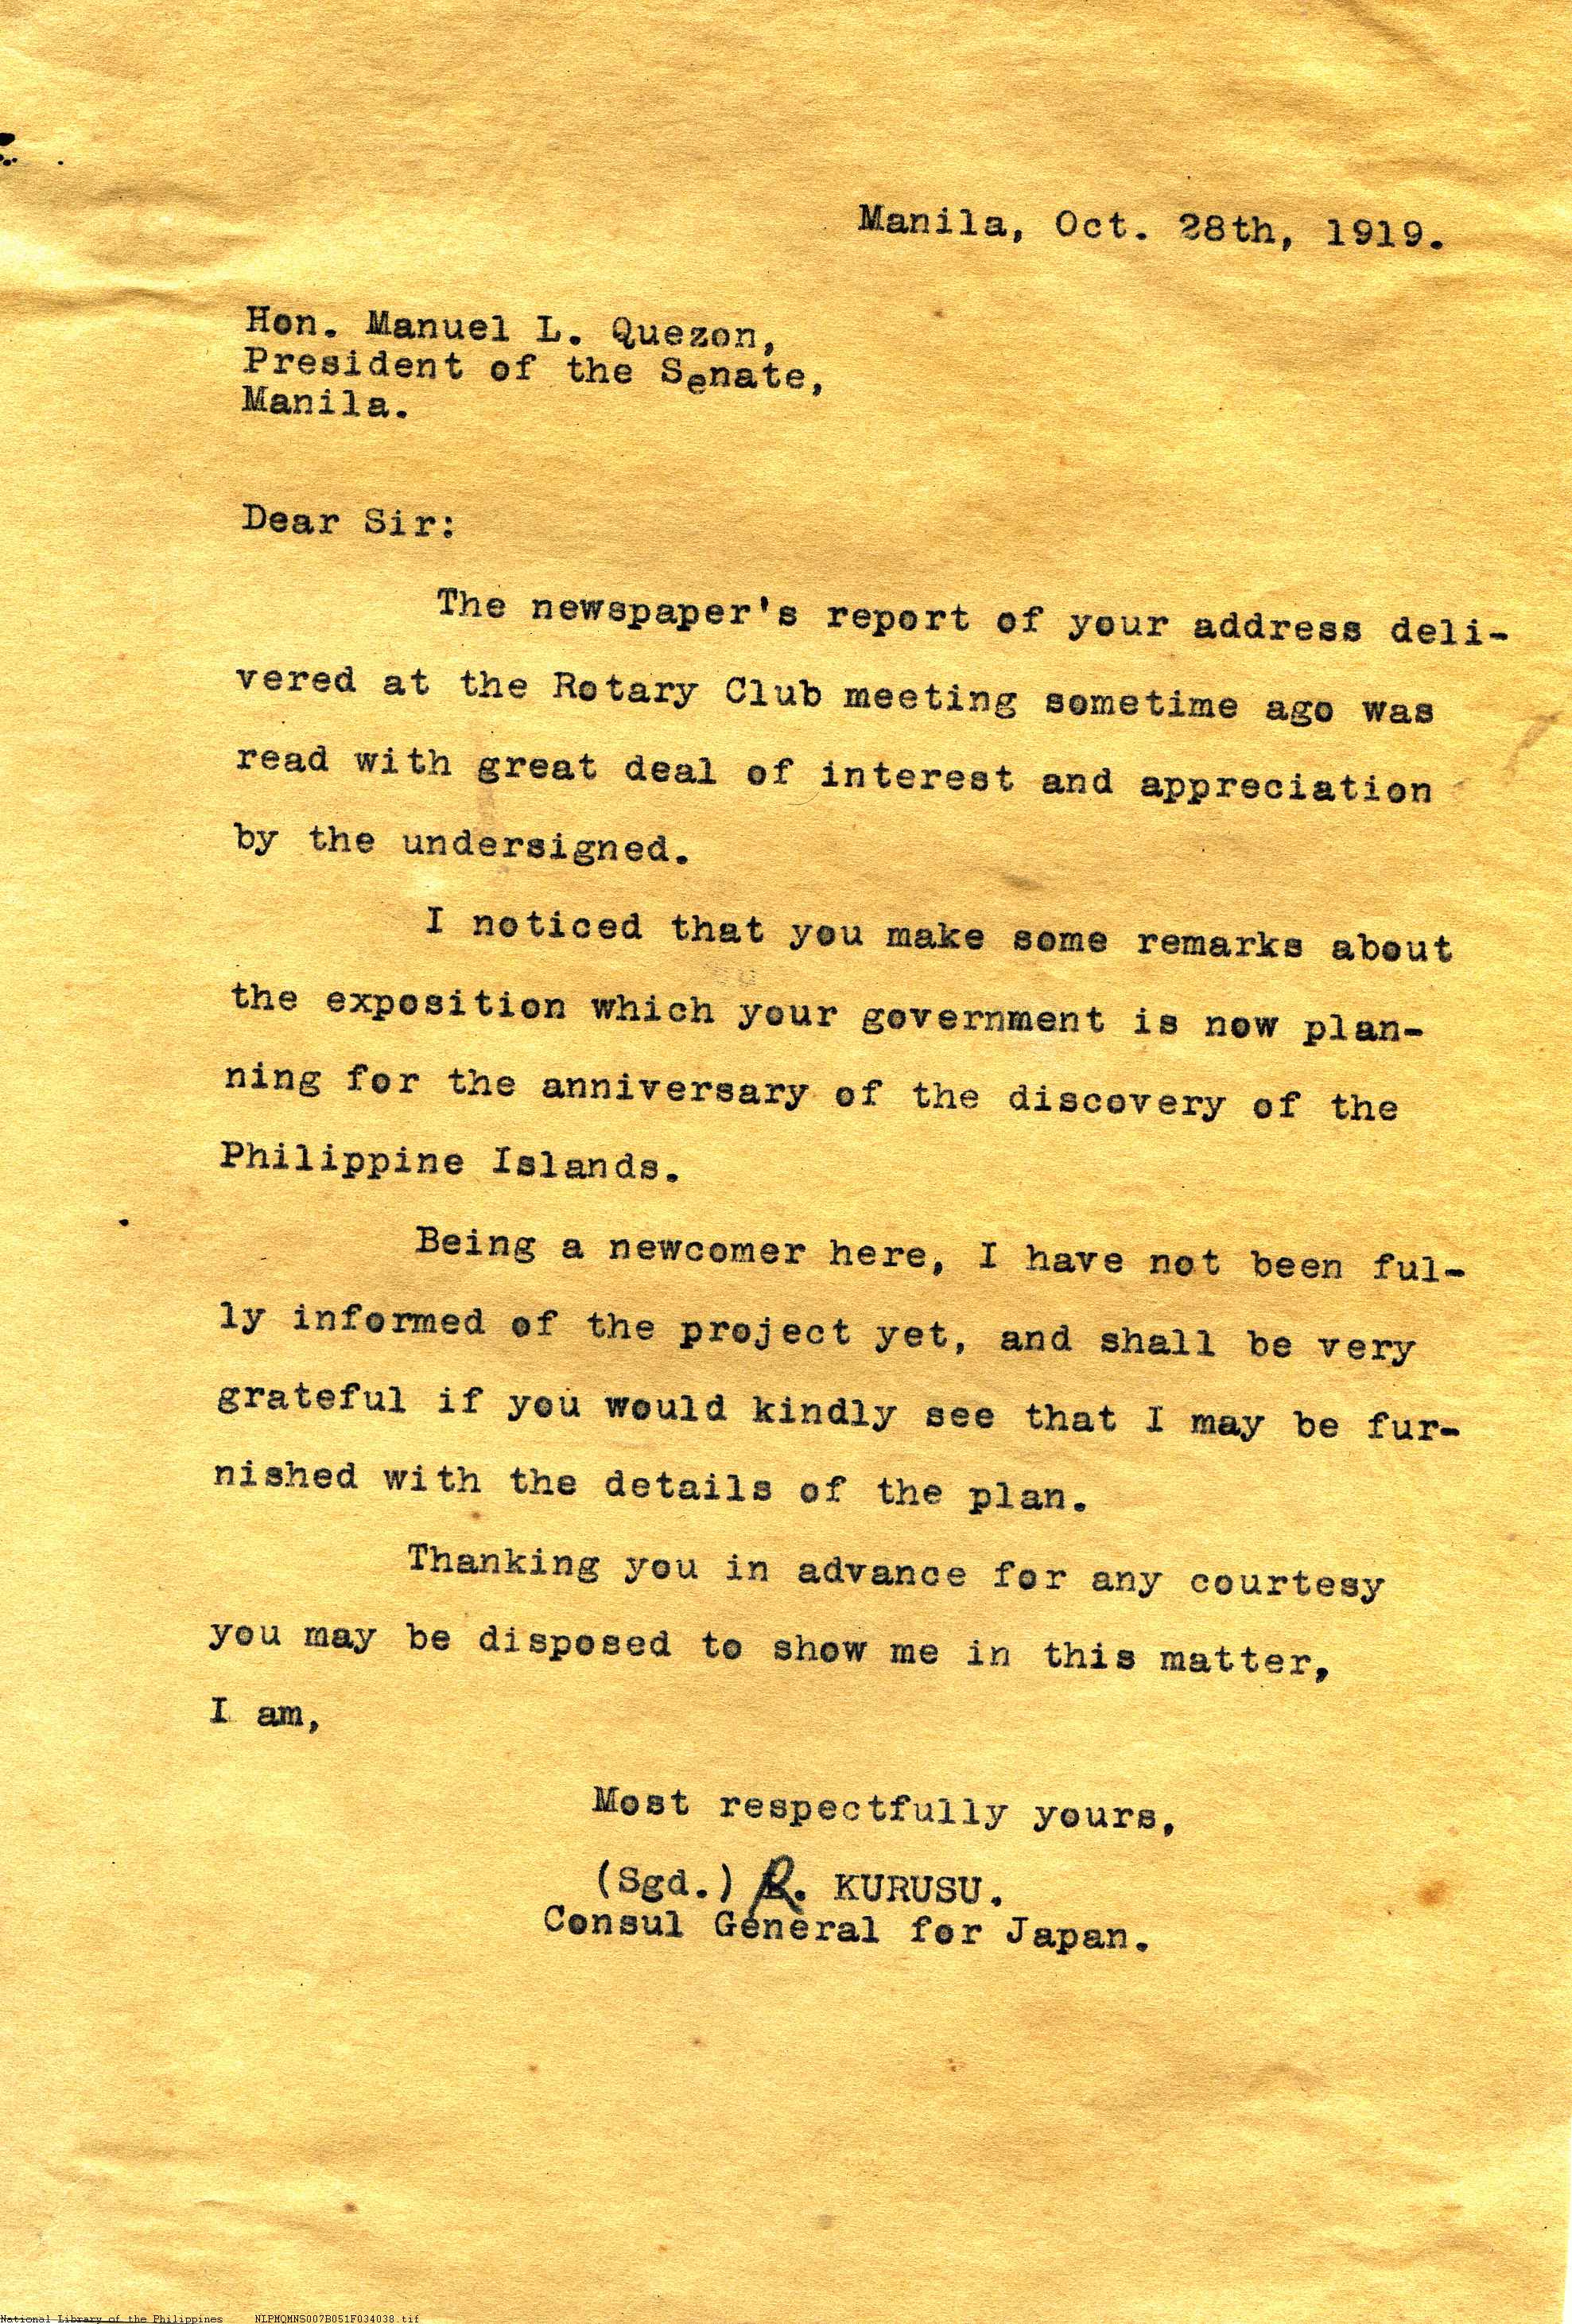 Manila, Oct. 28th, 1919.
Hon. Manuel L. Quezon,
President of the Senate,
Manila.
Dear Sir:
The newspaper's report of your address deli-
vered at the Rotary Club meeting sometime ago was
read with great deal of interest and appreciation
by the undersigned.
I noticed that you make some remarks about
the exposition which your government is now plan-
ning for the anniversary of the discovery of the
Philippine Islands.
Being a newcomer here, I have not been ful-
ly informed of the project yet, and shall be very
grateful if you would kindly see that I may be fur-
nished with the details of the plan.
Thanking you in advance for any courtesy
you may be disposed to show me in this matter,
I am,
Most respectfully yours,
(Sgd.) R. KURUSU.
Consul General for Japan.
National Library of the Philippines NLPMQMNS007B051F034038.tif